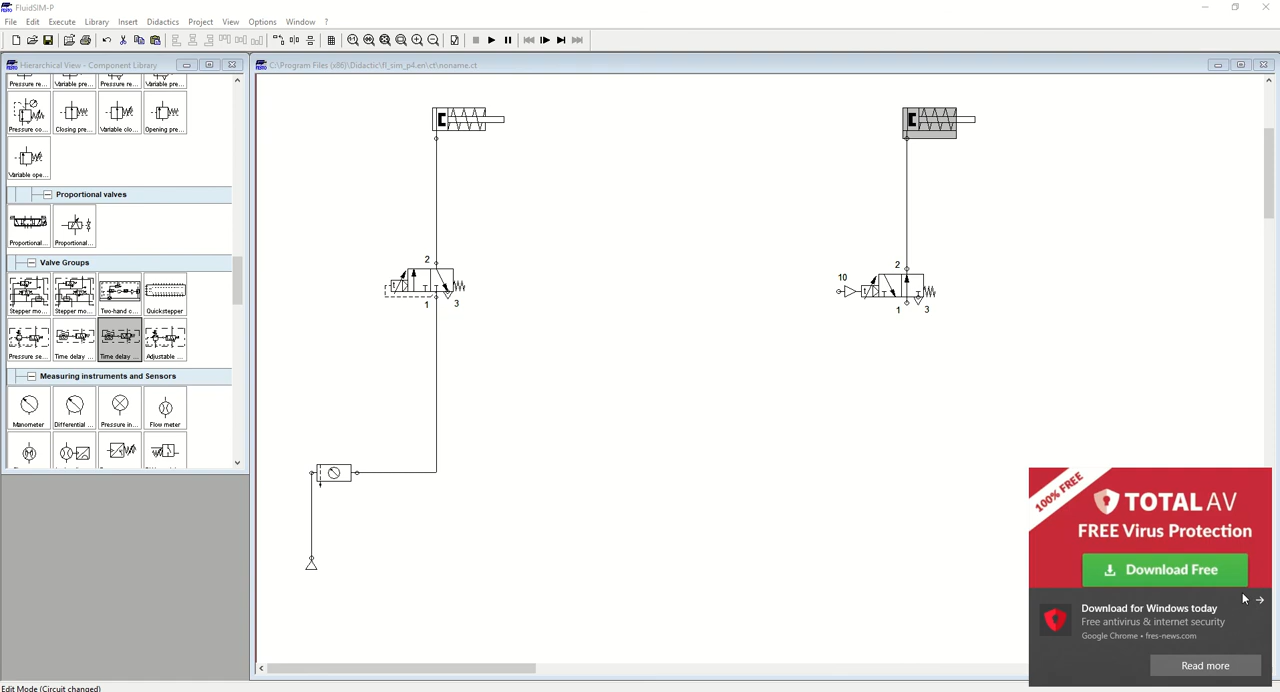 FluidSIM-P
File Edit Execute Library Insert Didactics Project View Options Window ?
Hierarchical View - Component Library
C:\Program Files (x86)\Didactic\fl_sim_p4.en\ct\noname.ct
Pressure re... Variable pre... Pressure re... Variable pre...
Pressure co... Closing pre... Variable clo... Opening pre...
Variable ope...
Proportional valves
Proportional... Proportional...
Valve Groups
Stepper mo... Stepper mo... Two-hand c... Quickstepper
Pressure se... Time delay ... Time delay ... Adjustable ...
Measuring instruments and Sensors
Manometer Differential ... Pressure in... Flow meter
2
1
3
10
2
1
3
100% FREE
TOTAL AV
FREE Virus Protection
Download Free
Download for Windows today
Free antivirus & internet security
Google Chrome • fres-news.com
Read more
Edit Mode (Circuit changed)